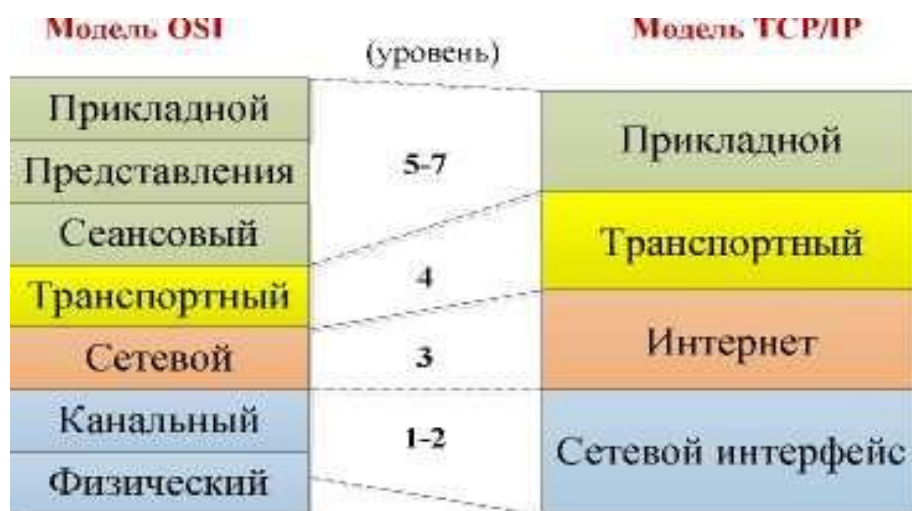 Модель OSI
(уровень)
Модель TCP/IP
Прикладной
Представления
Сеансовый
Транспортный
Сетевой
Канальный
Физический
5-7
4
3
1-2
Прикладной
Транспортный
Интернет
Сетевой интерфейс